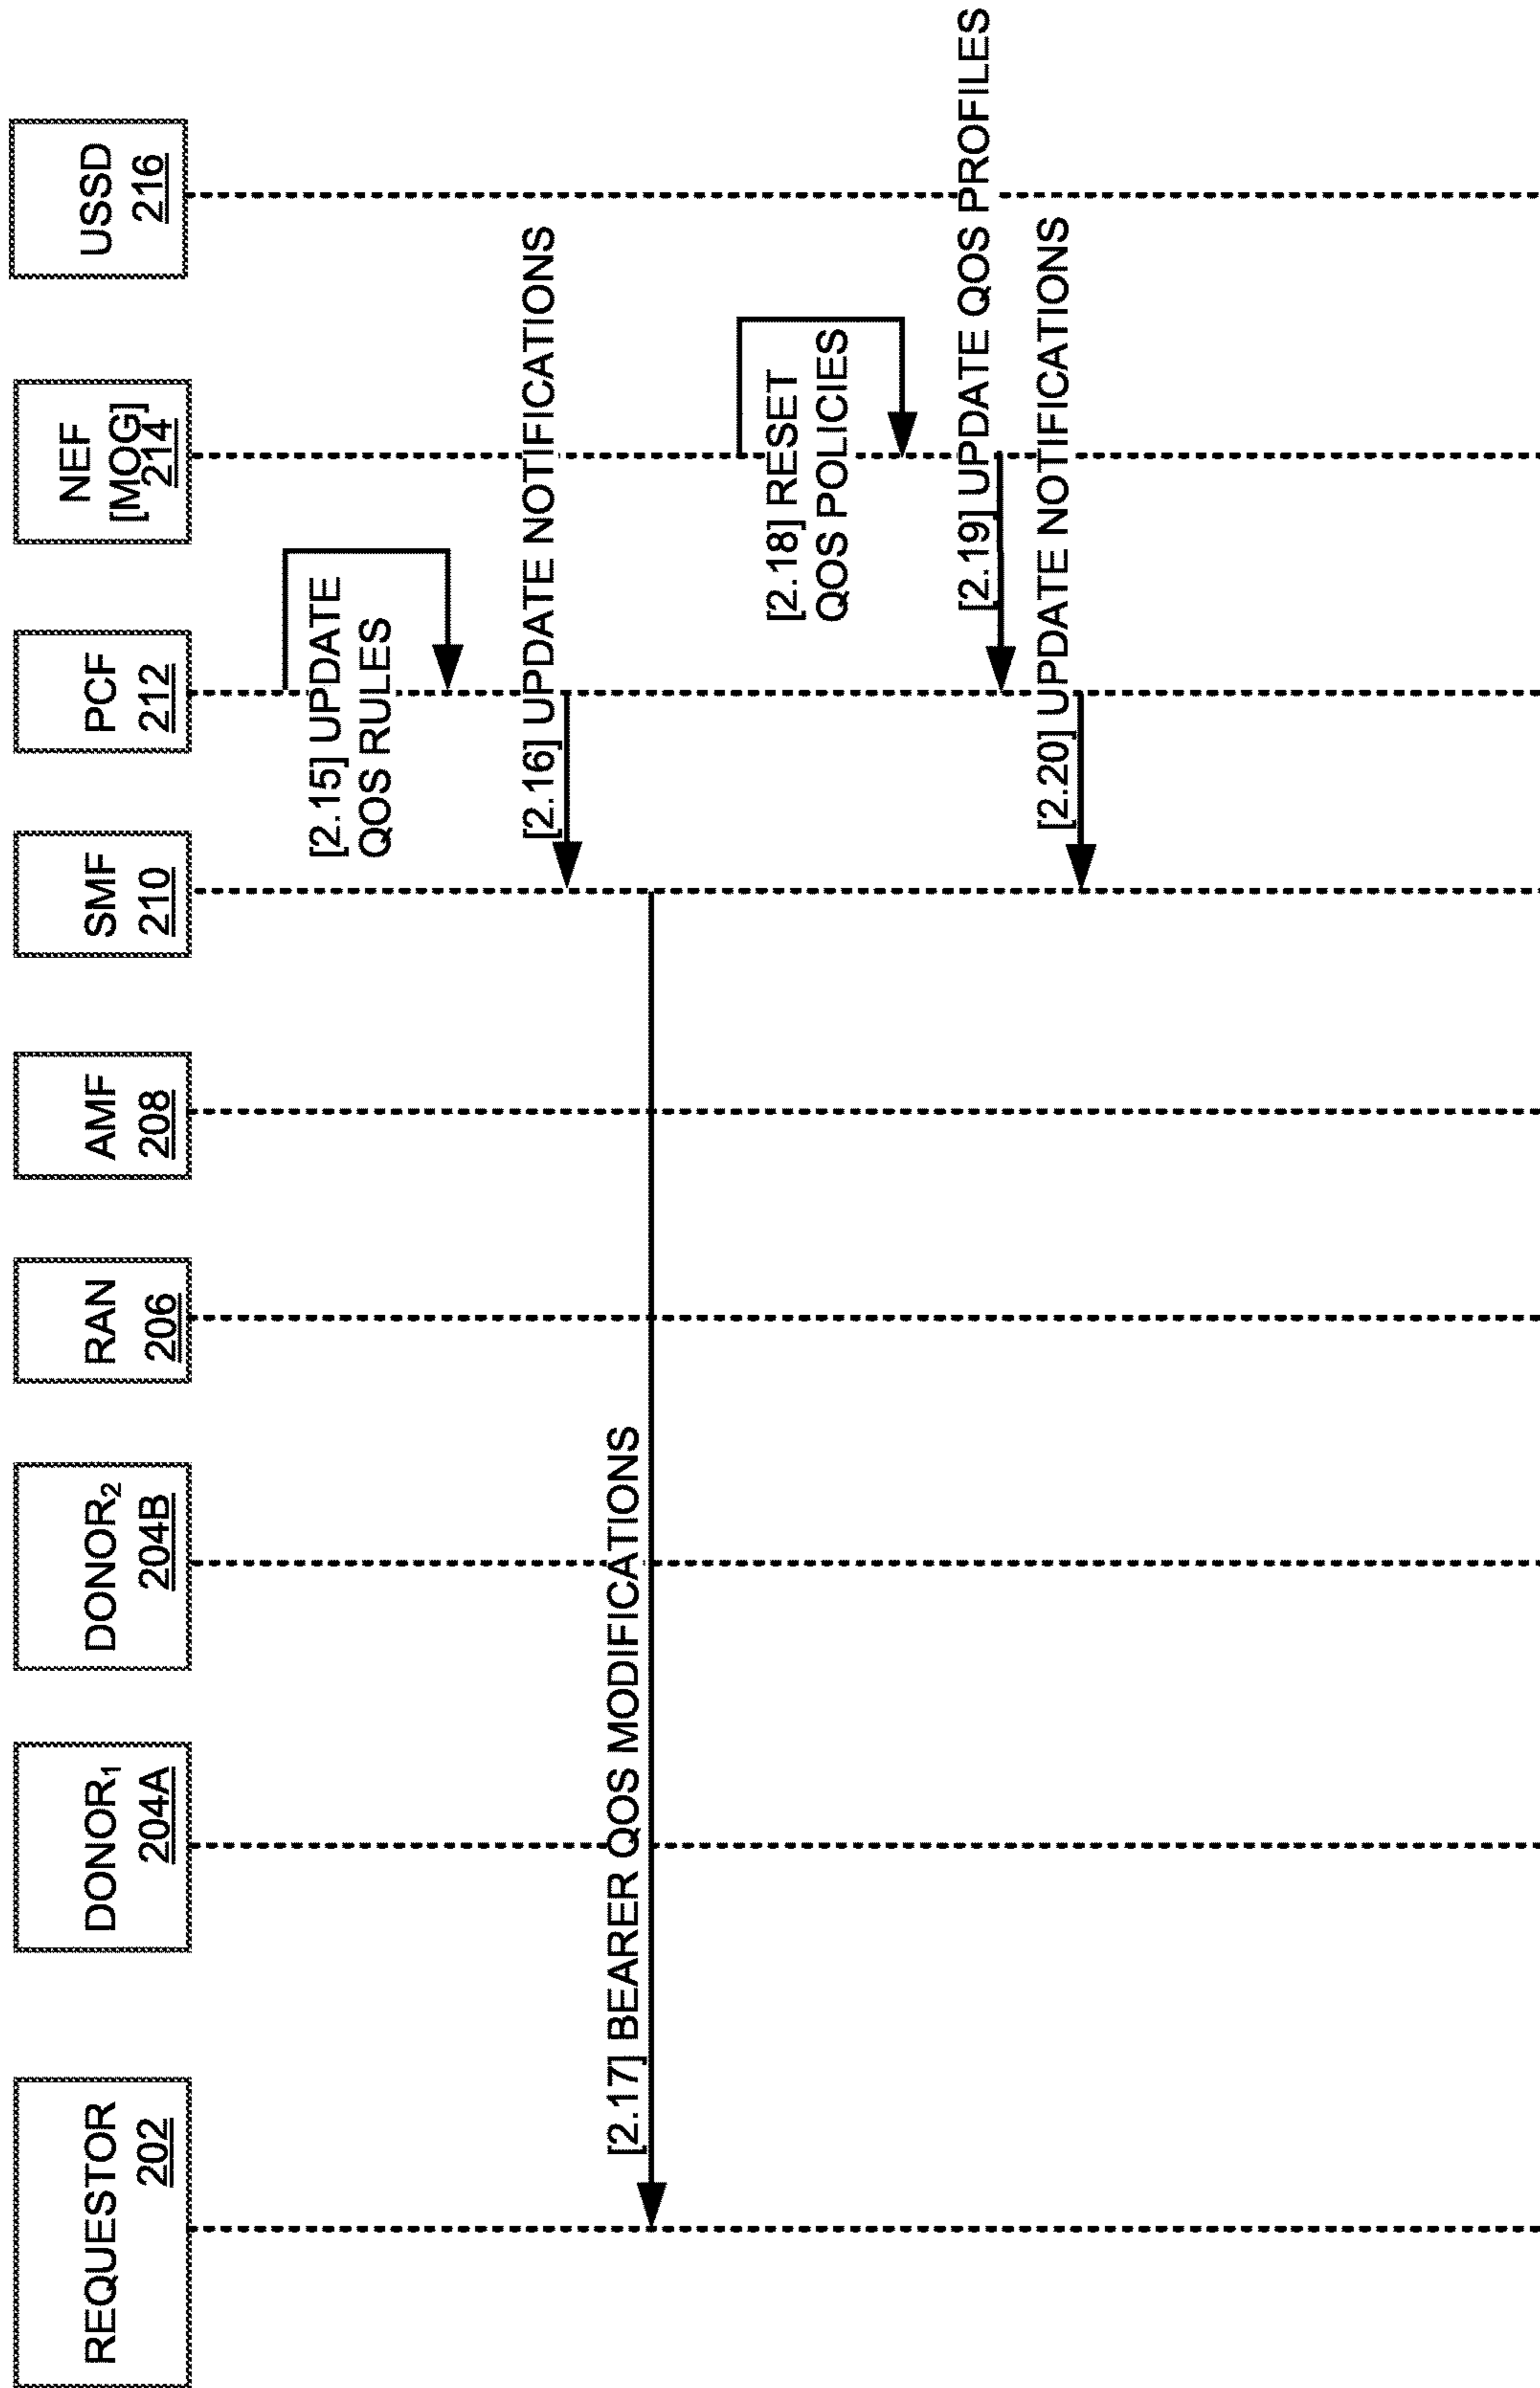 REQUESTOR
202
DONOR₁
204A
DONOR₂
204B
RAN
206
AMF
208
SMF
210
PCF
212
NEF
[MOG]
214
USSD
216
[2.15] UPDATE
QOS RULES
[2.16] UPDATE NOTIFICATIONS
[2.17] BEARER QOS MODIFICATIONS
[2.18] RESET
QOS POLICIES
[2.19] UPDATE QOS PROFILES
[2.20] UPDATE NOTIFICATIONS